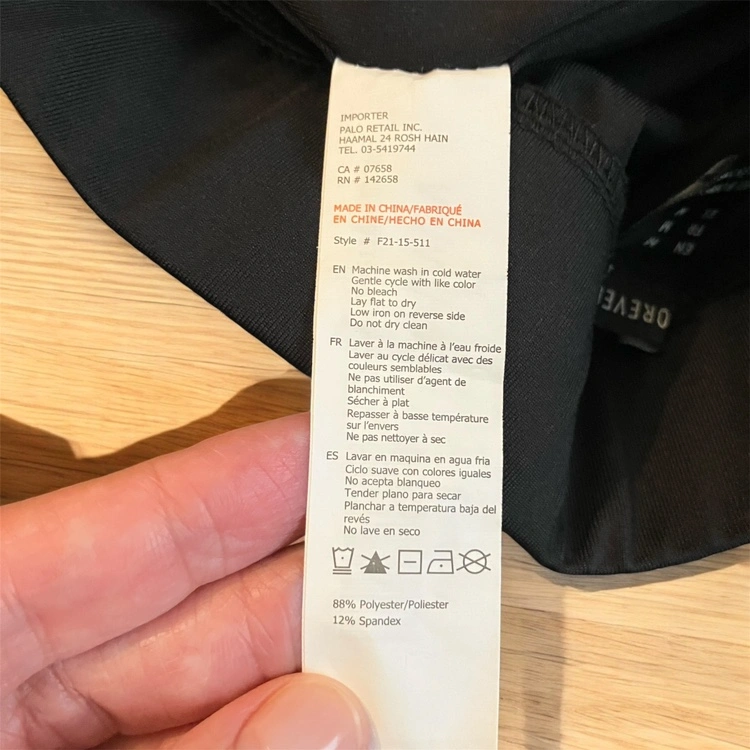 IMPORTER
PALO RETAIL INC.
HAAMAL 24 ROSH HAIN
TEL. 03-5419744
CA # 07658
RN # 142658
MADE IN CHINA/FABRIQUÉ
EN CHINE/HECHO EN CHINA
Style # F21-15-511
EN Machine wash in cold water
Gentle cycle with like color
No bleach
Lay flat to dry
Low iron on reverse side
Do not dry clean
FR Laver à la machine à l'eau froide
Laver au cycle délicat avec des
couleurs semblables
Ne pas utiliser d'agent de
blanchiment
Sécher à plat
Repasser à basse température
sur l'envers
Ne pas nettoyer à sec
ES Lavar en maquina en agua fria
Ciclo suave con colores iguales
No acepta blanqueo
Tender plano para secar
Planchar a temperatura baja del
revés
No lave en seco
88% Polyester/Poliester
12% Spandex
OREVE